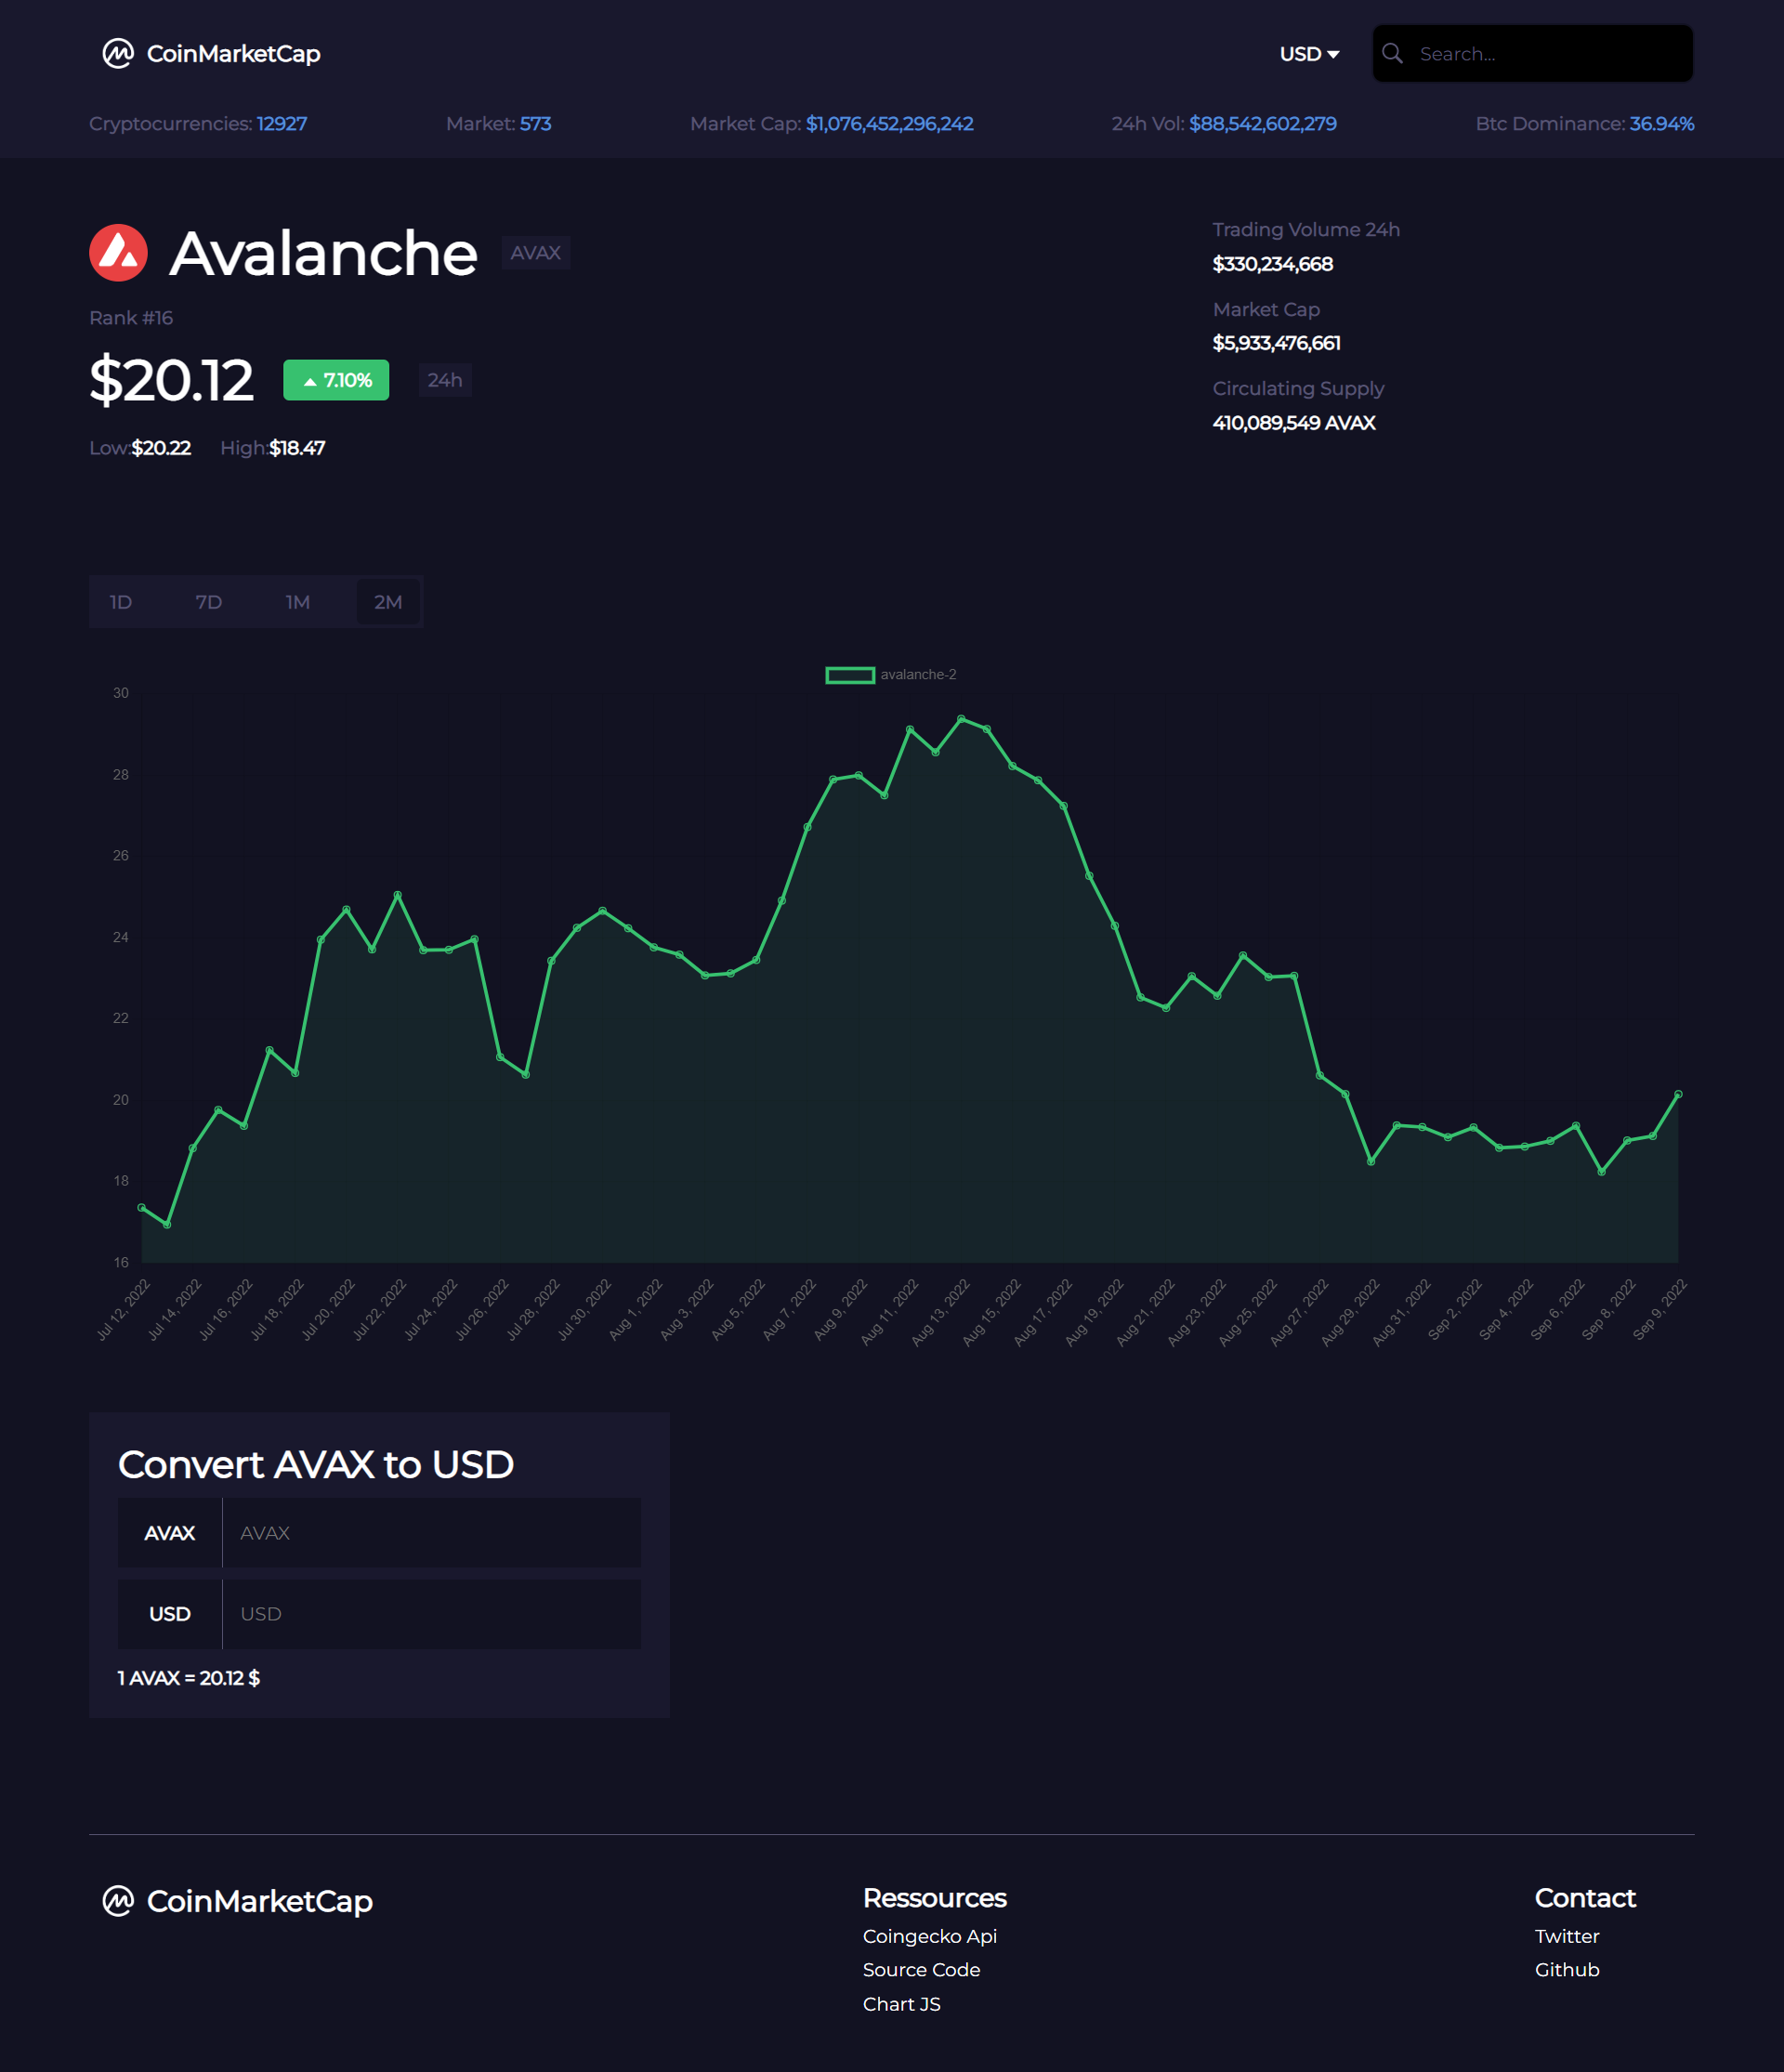 CoinMarketCap
USD
Search...
Cryptocurrencies: 12927
Market: 573
Market Cap: $1,076,452,296,242
24h Vol: $88,542,602,279
Btc Dominance: 36.94%
Avalanche AVAX
Rank #16
$20.12 7.10% 24h
Low:$20.22 High:$18.47
Trading Volume 24h
$330,234,668
Market Cap
$5,933,476,661
Circulating Supply
410,089,549 AVAX
1D 7D 1M 2M
avalanche-2
30
28
26
24
22
20
18
16
Jul 12, 2022
Jul 14, 2022
Jul 16, 2022
Jul 18, 2022
Jul 20, 2022
Jul 22, 2022
Jul 24, 2022
Jul 26, 2022
Jul 28, 2022
Jul 30, 2022
Aug 1, 2022
Aug 3, 2022
Aug 5, 2022
Aug 7, 2022
Aug 9, 2022
Aug 11, 2022
Aug 13, 2022
Aug 15, 2022
Aug 17, 2022
Aug 19, 2022
Aug 21, 2022
Aug 23, 2022
Aug 25, 2022
Aug 27, 2022
Aug 29, 2022
Aug 31, 2022
Sep 2, 2022
Sep 4, 2022
Sep 6, 2022
Sep 8, 2022
Sep 9, 2022
Convert AVAX to USD
AVAX AVAX
USD USD
1 AVAX = 20.12 $
CoinMarketCap
Ressources
Coingecko Api
Source Code
Chart JS
Contact
Twitter
Github